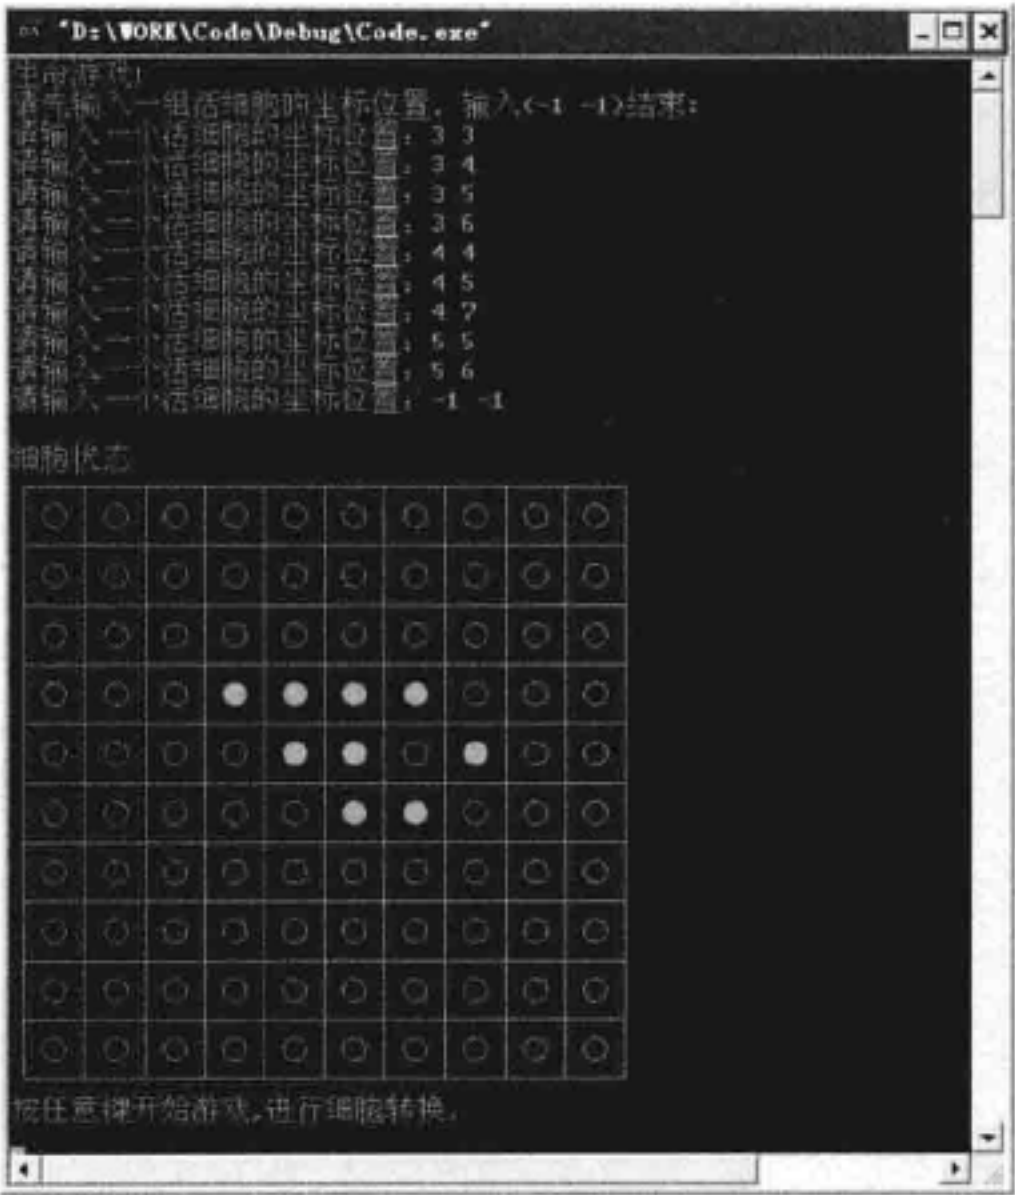 "D:\WORK\Code\Debug\Code.exe"
生命游戏!
请先输入一组活细胞的坐标位置, 输入(-1 -1)结束:
请输入一个活细胞的坐标位置: 3 3
请输入一个活细胞的坐标位置: 3 4
请输入一个活细胞的坐标位置: 3 5
请输入一个活细胞的坐标位置: 3 6
请输入一个活细胞的坐标位置: 4 4
请输入一个活细胞的坐标位置: 4 5
请输入一个活细胞的坐标位置: 4 7
请输入一个活细胞的坐标位置: 5 5
请输入一个活细胞的坐标位置: 5 6
请输入一个活细胞的坐标位置: -1 -1
细胞状态
按任意键开始游戏,进行细胞转换.